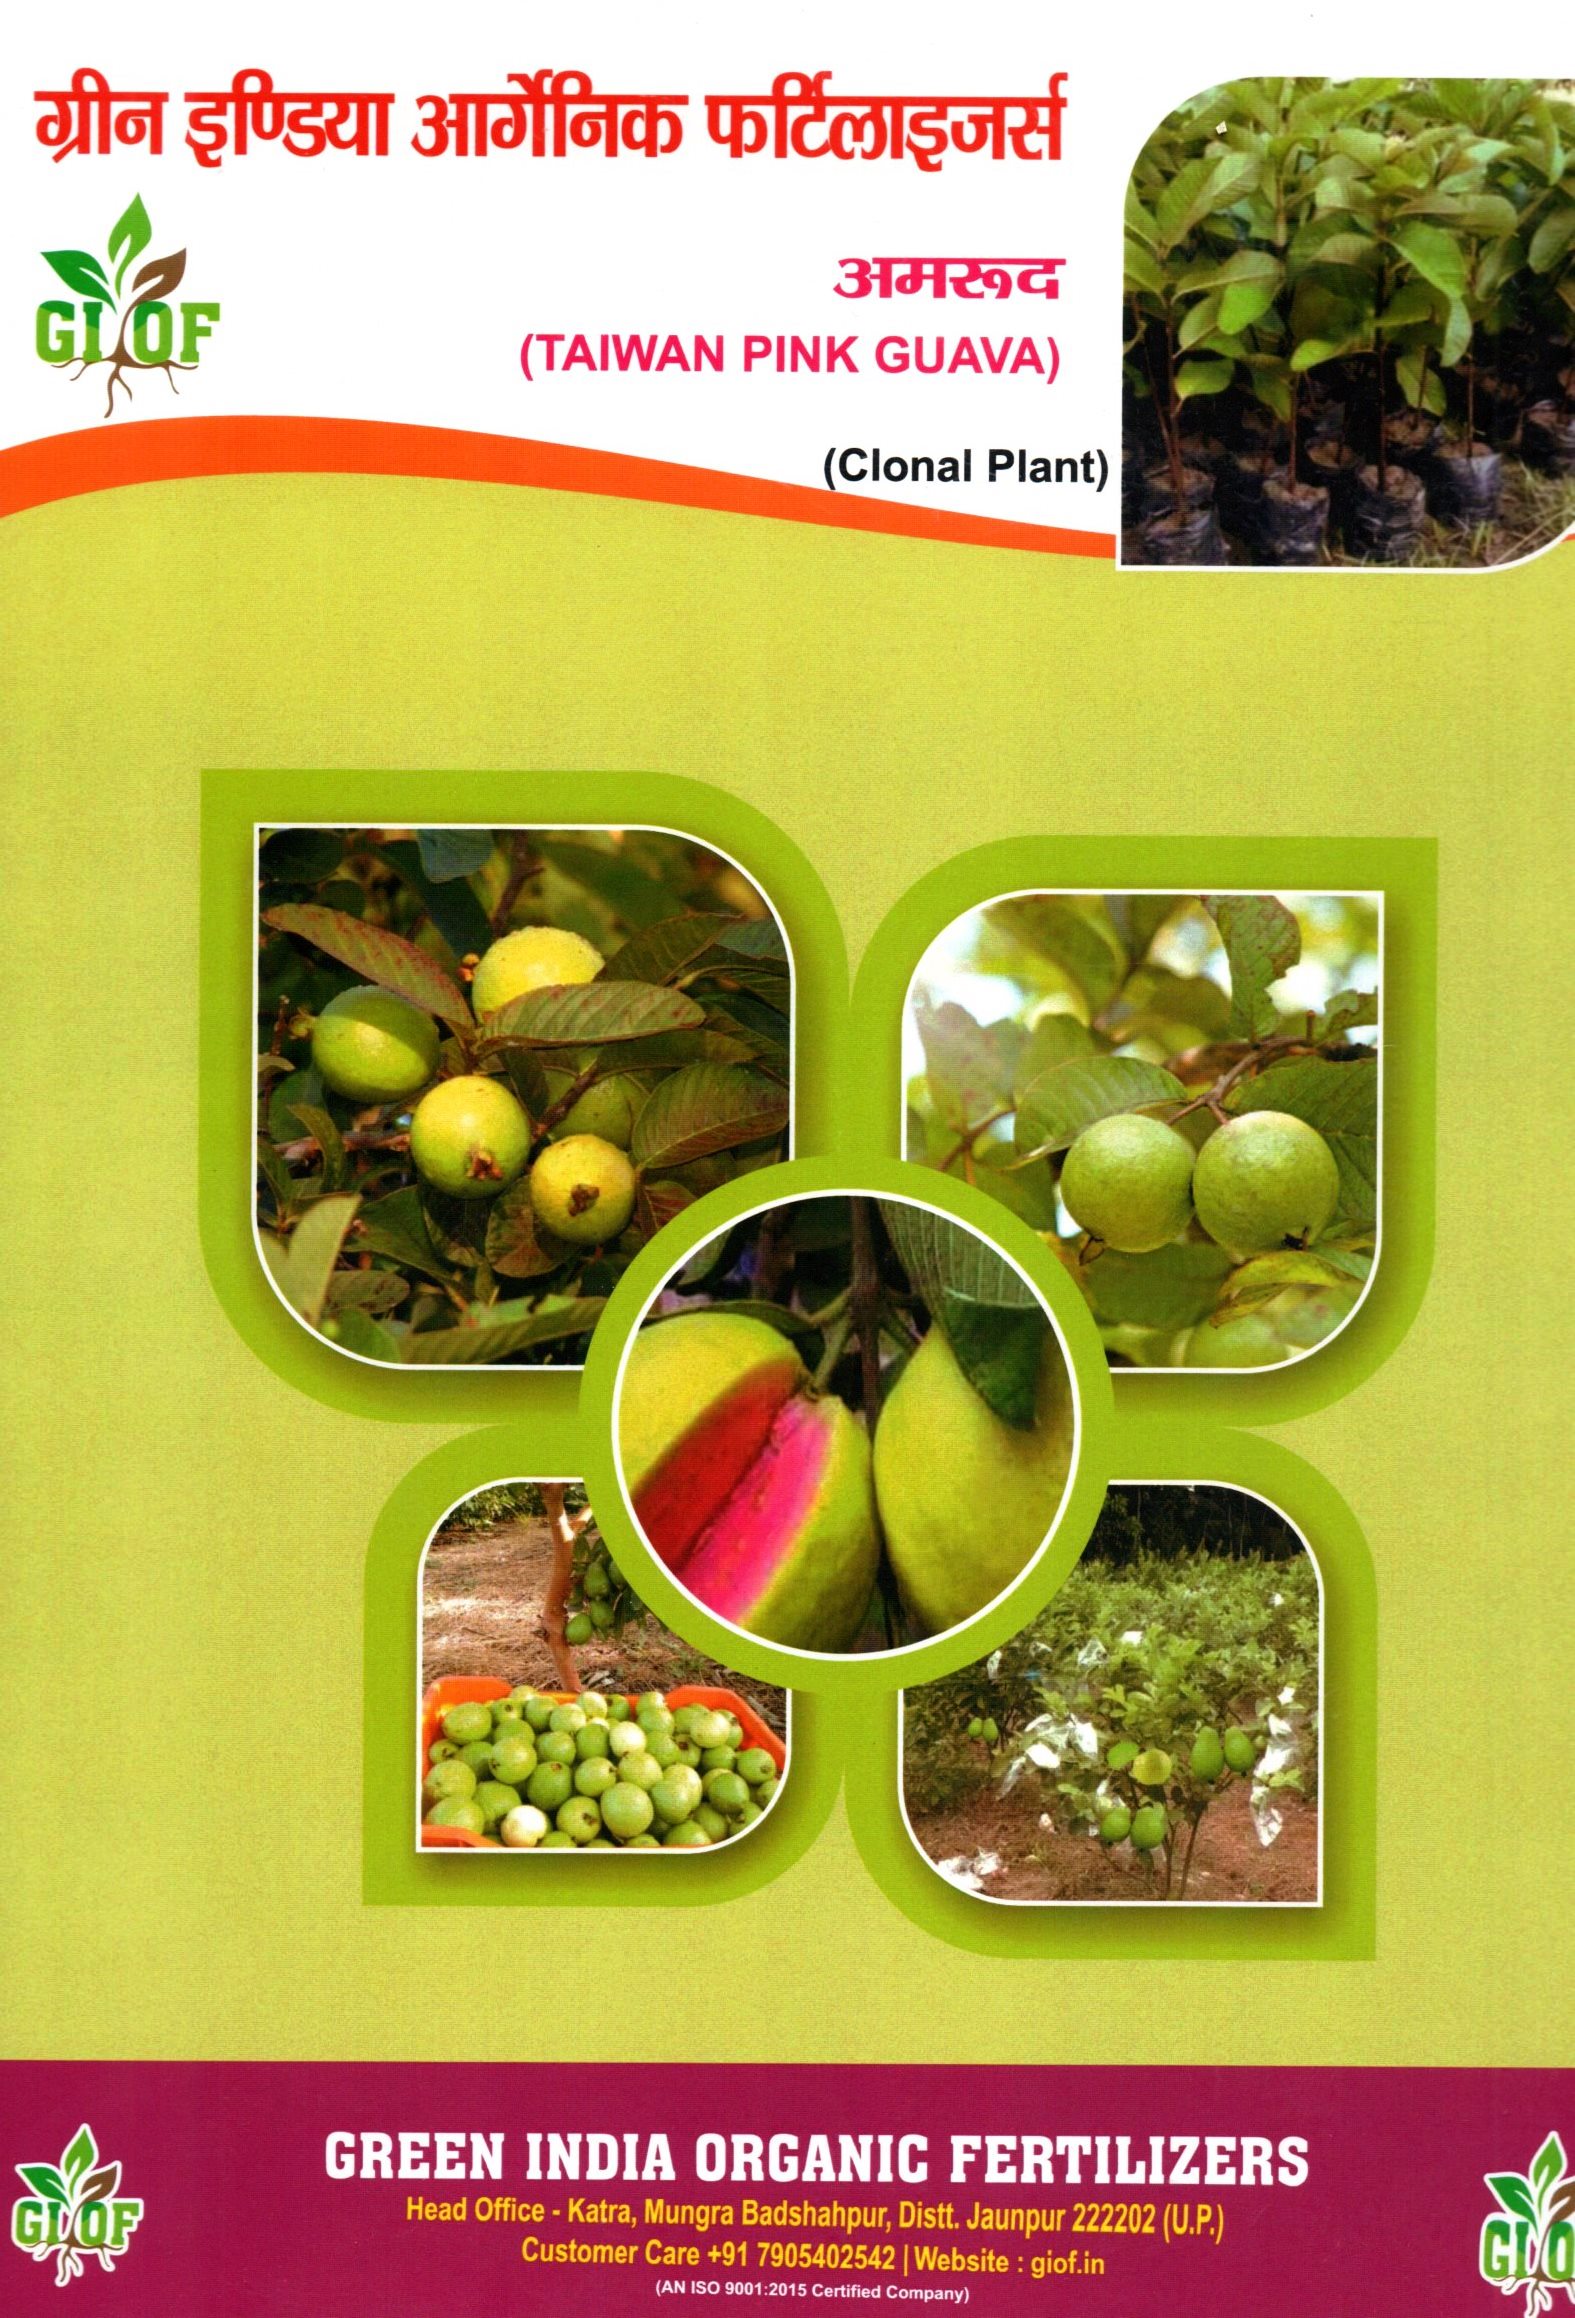 ग्रीन इण्डिया आर्गेनिक फर्टिलाइजर्स
GIOF
अमरूद
(TAIWAN PINK GUAVA)
(Clonal Plant)
GREEN INDIA ORGANIC FERTILIZERS
Head Office - Katra, Mungra Badshahpur, Distt. Jaunpur 222202 (U.P.)
Customer Care +91 7905402542 | Website : giof.in
(AN ISO 9001:2015 Certified Company)
GIOF
GIO